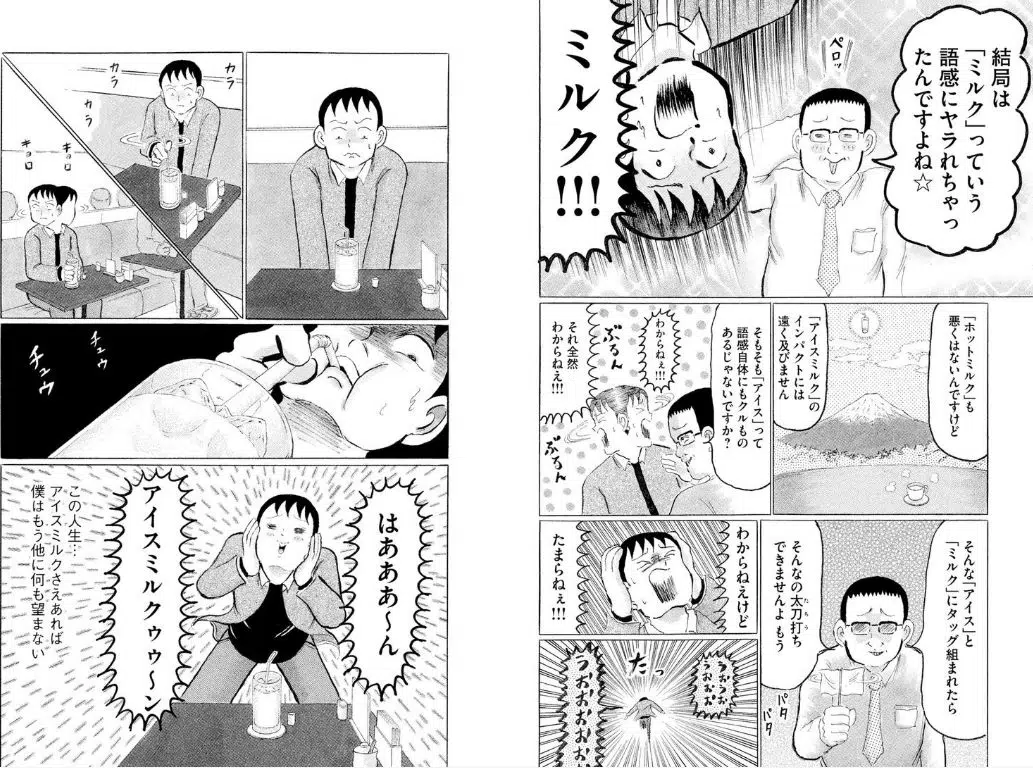 結局は
「ミルク」っていう
語感にヤラれちゃっ
たんですよね☆
ペロッ
ミルク!!!
「ホットミルク」も
悪くはないんですけど
「アイスミルク」の
インパクトには
遠く及びません
そもそも「アイス」って
語感自体にもクルもの
あるじゃないですか?
わからねぇ!!!
ぶるん
それ全然
わからねえ!!!
ぶるん
そんな「アイス」と
「ミルク」にタッグ組まれたら
そんなの太刀打ち
たちう
できませんよ もう
パタ
パタ
わからねえけど
たまらねぇ!!!
うおうお
うおおお
たっ
うおおおお
うおおおおお
カラ
カラ
キョロ
キョロ
チュウ
チュウ
はあああ〜ん
アイスミルクゥゥ〜ン
この人生…
アイスミルクさえあれば
僕はもう他に何も望まない